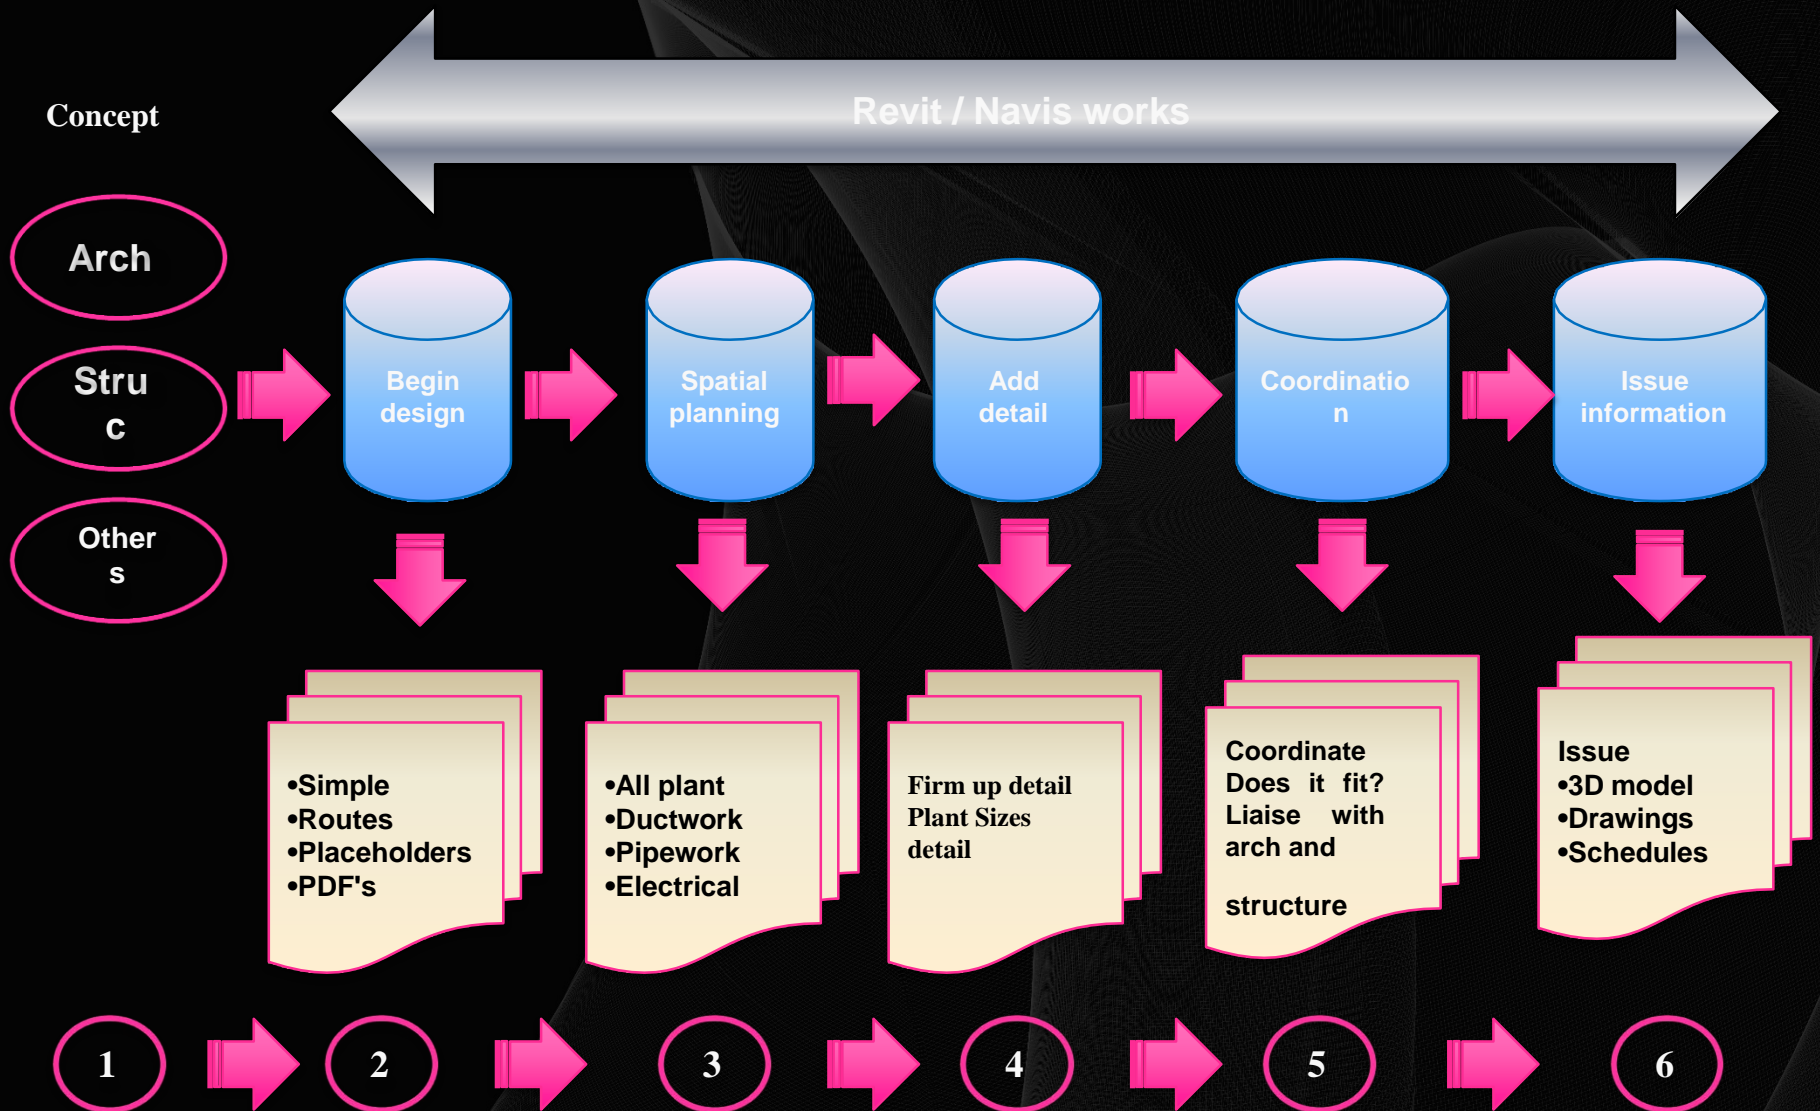 Concept
Revit / Navis works
Arch
Stru
c
Other
s
Begin
design
Spatial
planning
Add
detail
Coordinatio
n
Issue
information
•Simple
•Routes
•Placeholders
•PDF's
•All plant
•Ductwork
•Pipework
•Electrical
Firm up detail
Plant Sizes
detail
Coordinate
Does it fit?
Liaise with
arch and
structure
Issue
•3D model
•Drawings
•Schedules
1
2
3
4
5
6